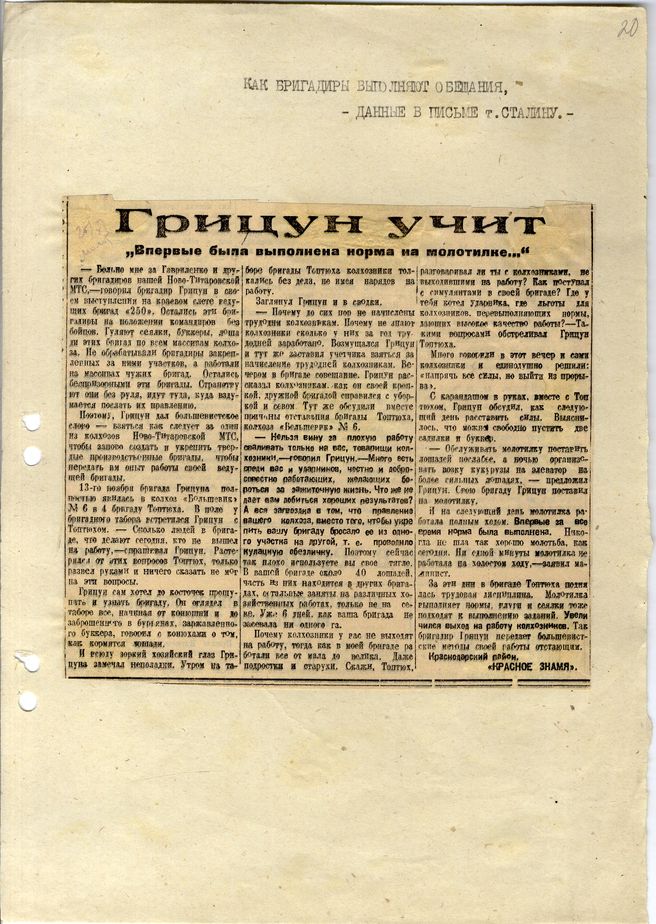 20
КАК БРИГАДИРЫ ВЫПОЛНЯЮТ ОБЕЩАНИЯ,
- ДАННЫЕ В ПИСЬМЕ т.СТАЛИНУ.-
Грицун учит
„Впервые была выполнена норма на молотилке..."
— Больно мне за Гавриленко и дру-
гих бригадиров нашей Ново-Титаровской
МТС,—говорил бригадир Грицун в сво-
ем выступлении на краевом слете веду-
щих бригад «250». Остались эти бри-
гадиры на положении командиров без
бойцов. Гуляют сеялки, буккеры, лоша
ди этих бригад по всем массивам колхо-
за. Не обрабатывали бригадиры закреп-
ленных за ними участков, а работали
на массивах чужих бригад. Остались
беспризорными эти бригады. Странству
ют они без руля, идут туда, куда взду-
мается послать их правлению.
Поэтому, Грицун дал большевистское
слово — взяться как следует за один
из колхозов Ново-Титаровской МТС,
чтобы заново создать и укрепить твер-
дые производственные бригады, чтобы
передать им опыт работы своей веду-
щей бригады.
13-го ноября бригада Грицуна пол-
ностью явилась в колхоз «Большевик»
№ 6 в 4 бригаду Топтюха. В поле у
бригадного табора встретился Грицун с
Топтюхом. — Сколько людей в брига-
де, что делают сегодня, кто не вышел
на работу,—спрашивал Грицун. Расте-
рялся от этих вопросов Топтюх, только
развел руками и ничего сказать не мог
на эти вопросы.
Грицун сам хотел до косточек прощу-
пать и узнать бригаду. Он оглядел в
таборе все, начиная от конюшни и до
заброшенного в бурьянах, заржавленно-
го буккера, говорил с конюхами о том,
как кормятся лошади.
И всюду зоркий хозяйский глаз Гри-
цуна замечал неполадки. Утром на та-
боре бригады Топтюха колхозники тол-
кались без дела, не имея нарядов на
работу.
Заглянул Грицун и в сводки.
— Почему до сих пор не начислены
трудодни колхозникам. Почему не знают
колхозники сколько у них за год тру-
додней заработано. Возмущался Грицун
и тут же заставил учетчика взяться за
начисление трудодней колхозникам. Ве-
чером в бригаде совещание. Грицун рас-
сказал колхозникам, как он своей креп-
кой, дружной бригадой справился с убор-
кой и севом. Тут же обсудили вместе
причины отставания бригады Топтюха,
колхоза «Большевик» № 6.
— Нельзя вину за плохую работу
сваливать только на вас, товарищи кол-
хозники,—говорил Грицун.—Много есть
среди вас и ударников, честно и добро-
совестно работающих, желающих бо-
роться за зажиточную жизнь. Что же не
дает вам добиться хороших результатов?
А вся загвоздка в том, что правление
вашего колхоза, вместо того, чтобы укре
пить вашу бригаду бросало ее из одно-
го участка на другой, т. е. проводило
кулацкую обезличку. Поэтому сейчас
так плохо используете вы свое тягло.
В вашей бригаде около 40 лошадей,
часть из них находится в других брига-
дах, остальные заняты на различных хо-
зяйственных работах, только не на се-
ве. Уже 6 дней, как ваша бригада не
засевала ни одного га.
Почему колхозники у вас не выходят
на работу, тогда как в моей бригаде ра
ботали все от мала до велика. Даже
подростки и старухи. Скажи, Топтюх,
разговаривал ли ты с колхозниками, не
выходившими на работу? Как поступал
с симулянтами в своей бригаде? Где у
тебя котел ударника, где льготы для
колхозников, перевыполняющих нормы,
дающих высокое качество работы?—Та-
кими вопросами обстреливал Грицун
Топтюха.
Много говорили в этот вечер и сами
колхозники и единодушно решили:
«напрячь все силы, но выйти из проры-
ва».
С карандашом в руках, вместе с Топ
тюхом, Грицун обсудил, как следую-
щий день расставить силы. Выясни-
лось, что можно свободно пустить две
садилки и буккер.
— Обслуживать молотилку поставить
лошадей послабее, а ночью организо-
вать возку кукурузы на элеватор на
более сильных лошадях, — предложил
Грицун. Свою бригаду Грицун поставил
на молотилку.
И на следующий день молотилка ра
ботала полным ходом. Впервые за все
время норма была выполнена. Нико-
гда не шла так хорошо молотьба, как
сегодня. Ни одной минуты молотилка не
работала на холостом ходу,—заявил ма-
шинист.
За эти дни в бригаде Топтюха подня
лась трудовая дисциплина. Молотилка
выполняет нормы, плуги и сеялки тоже
подходят к выполнению заданий. Увели
чился выход на работу колхозников. Так
бригадир Грицун передает большевист-
ские методы своей работы отстающим.
Краснодарский район.
«КРАСНОЕ ЗНАМЯ».